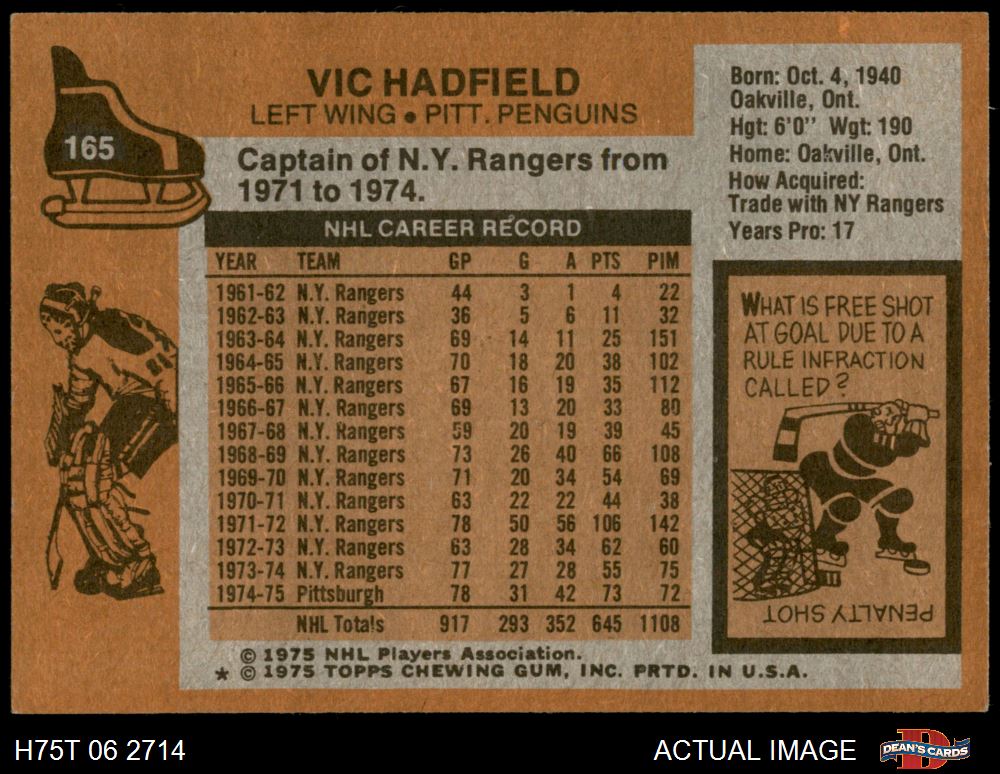 165
VIC HADFIELD
LEFT WING • PITT. PENGUINS
Captain of N.Y. Rangers from
1971 to 1974.
Born: Oct. 4, 1940
Oakville, Ont.
Hgt: 6'0" Wgt: 190
Home: Oakville, Ont.
How Acquired:
Trade with NY Rangers
Years Pro: 17
NHL CAREER RECORD
YEAR TEAM GP G A PTS PIM
1961-62 N.Y. Rangers 44 3 1 4 22
1962-63 N.Y. Rangers 36 5 6 11 32
1963-64 N.Y. Rangers 69 14 11 25 151
1964-65 N.Y. Rangers 70 18 20 38 102
1965-66 N.Y. Rangers 67 16 19 35 112
1966-67 N.Y. Rangers 69 13 20 33 80
1967-68 N.Y. Rangers 59 20 19 39 45
1968-69 N.Y. Rangers 73 26 40 66 108
1969-70 N.Y. Rangers 71 20 34 54 69
1970-71 N.Y. Rangers 63 22 22 44 38
1971-72 N.Y. Rangers 78 50 56 106 142
1972-73 N.Y. Rangers 63 28 34 62 60
1973-74 N.Y. Rangers 77 27 28 55 75
1974-75 Pittsburgh 78 31 42 73 72
NHL Totals 917 293 352 645 1108
© 1975 NHL Players Association.
* © 1975 TOPPS CHEWING GUM, INC. PRTD. IN U.S.A.
WHAT IS FREE SHOT
AT GOAL DUE TO A
RULE INFRACTION
CALLED?
PENALTY SHOT
H75T 06 2714
ACTUAL IMAGE
DEAN'S CARDS